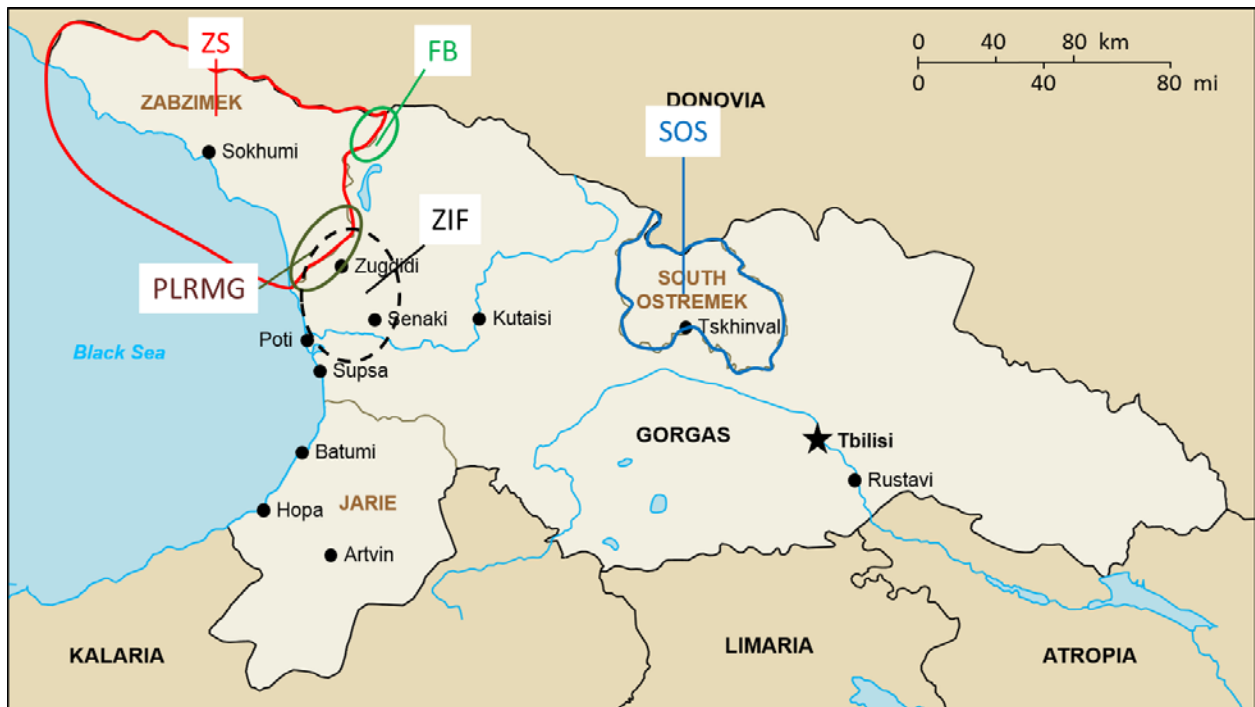 ZS
FB
0 40 80 km
0 40 80 mi
ZABZIMEK
DONOVIA
SOS
Sokhumi
ZIF
Zugdidi
PLRMG
SOUTH
OSTREMEK
Senaki
Kutaisi
Tskhinval
Poti
Black Sea
Supsa
GORGAS
Tbilisi
Batumi
Rustavi
Hopa
JARIE
Artvin
KALARIA
LIMARIA
ATROPIA